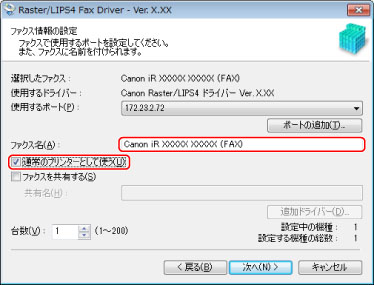 Raster/LIPS4 Fax Driver - Ver. X.XX
ファクス情報の設定
ファクスで使用するポートを設定してください。
また、ファクスに名前を付けられます。
選択したファクス： Canon iR XXXXX XXXXX (FAX)
使用するドライバー： Canon Raster/LIPS4 ドライバー Ver. X.XX
使用するポート(P)： 172.23.2.72
ポートの追加(T)...
ファクス名(A)： Canon iR XXXXX XXXXX (FAX)
通常のプリンターとして使う(U)
ファクスを共有する(S)
共有名(H)：
追加ドライバー(D)...
台数(V)： 1 (1～200) 設定中の機種： 1
設定する機種の総数： 1
< 戻る(B) 次へ(N) > キャンセル